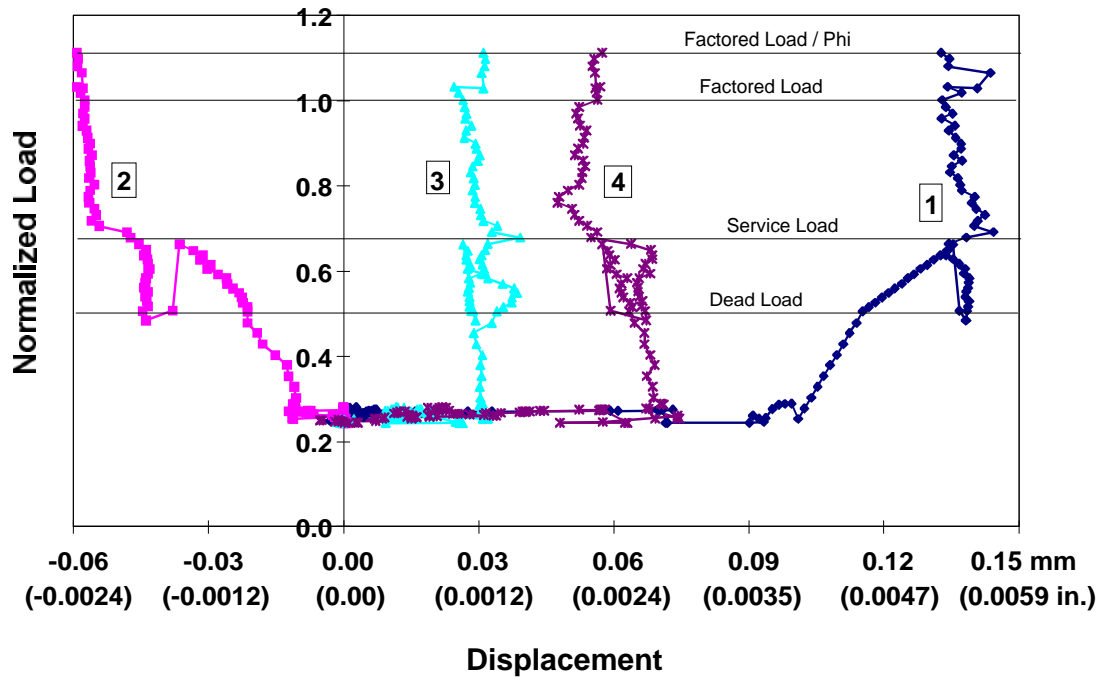 1.2
Factored Load / Phi
1.0
Factored Load
2
3
4
0.8
1
Service Load
0.6
Dead Load
0.4
0.2
0.0
Normalized Load
-0.06 -0.03 0.00 0.03 0.06 0.09 0.12 0.15 mm
(-0.0024) (-0.0012) (0.00) (0.0012) (0.0024) (0.0035) (0.0047) (0.0059 in.)
Displacement